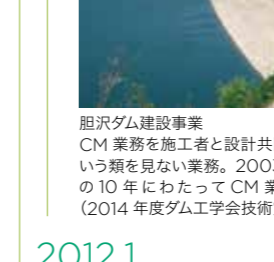 胆沢ダム建設事業
CM 業務を施工者と設計共
いう類を見ない業務。200
の 10 年にわたって CM 業
（2014 年度ダム工学会技術
2012.1